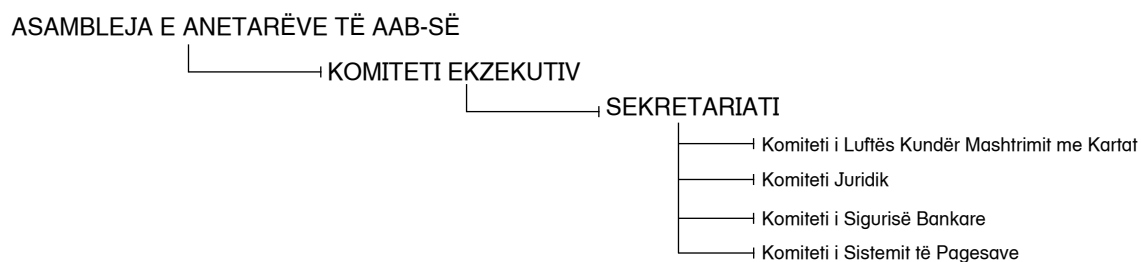 ASAMBLEJA E ANETARËVE TË AAB-SË
KOMITETI EKZEKUTIV
SEKRETARIATI
Komiteti i Luftës Kundër Mashtrimit me Kartat
Komiteti Juridik
Komiteti i Sigurisë Bankare
Komiteti i Sistemit të Pagesave